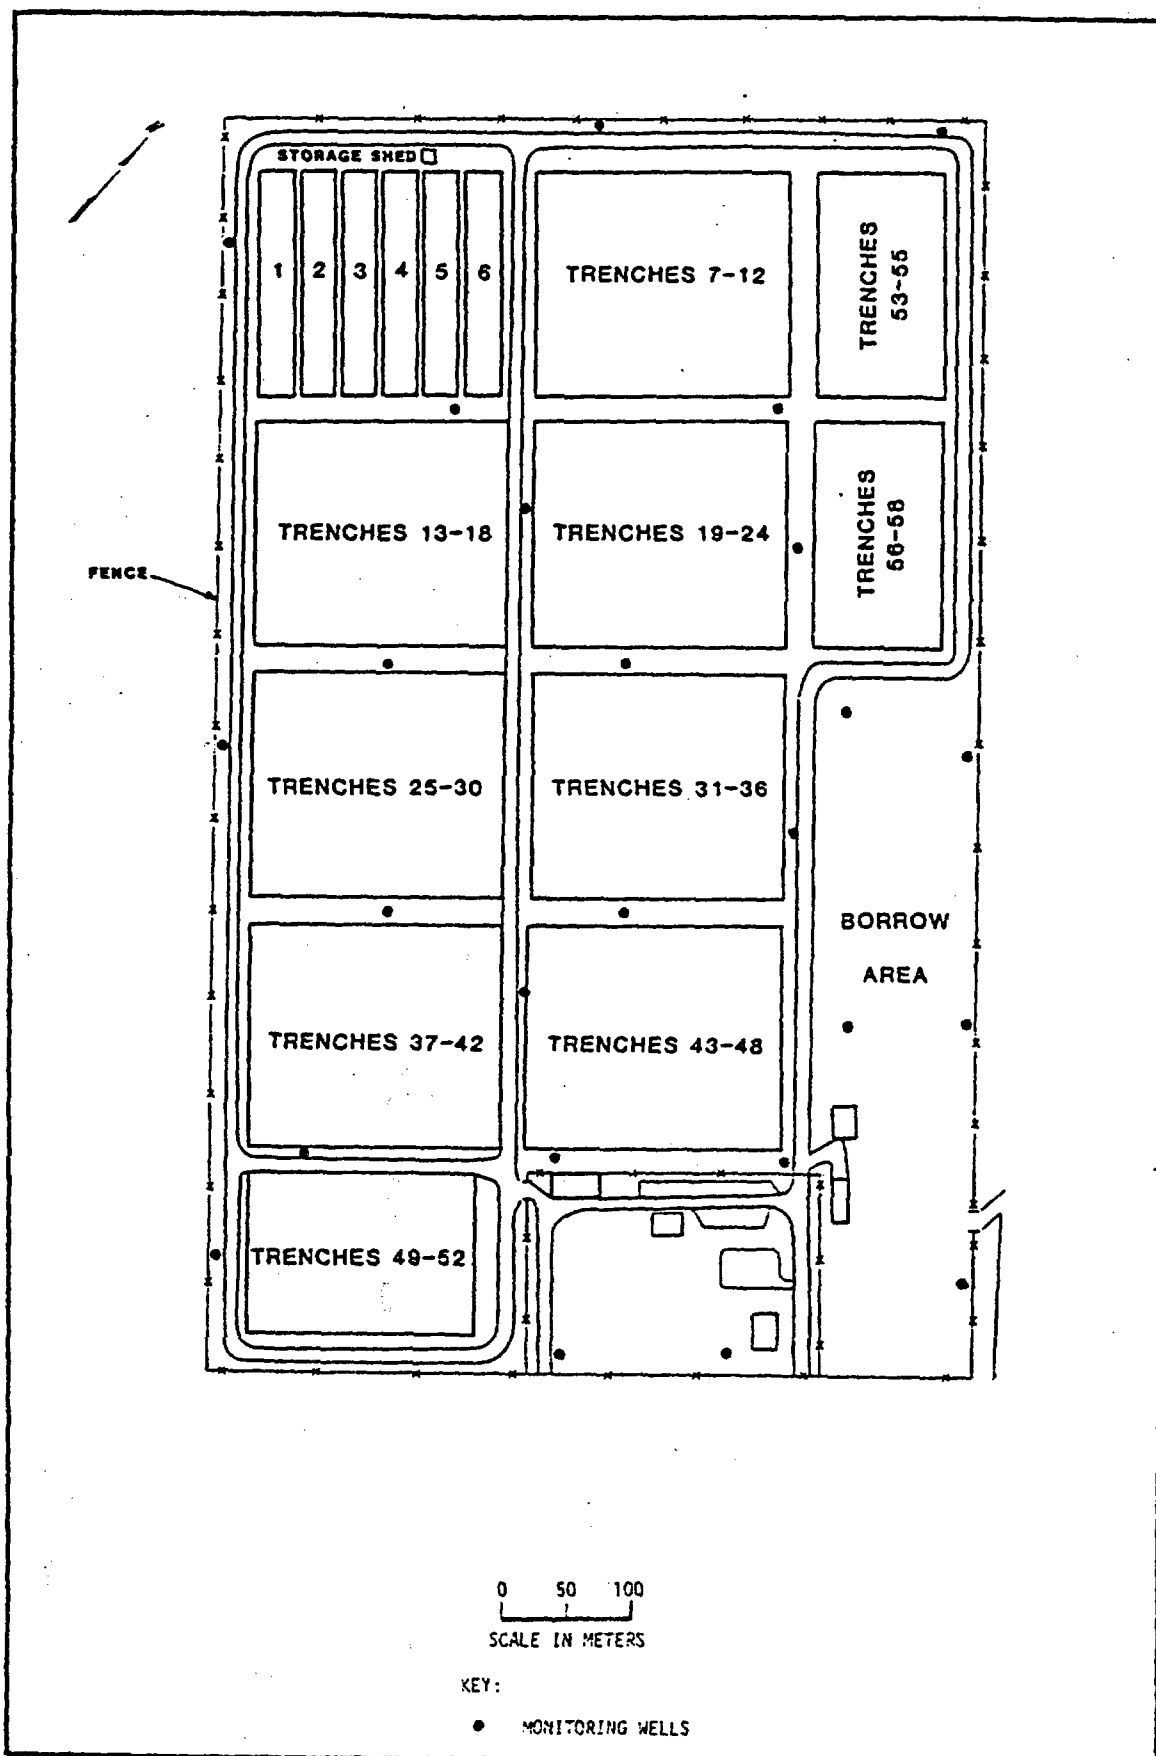 N
STORAGE SHED
1 2 3 4 5 6
TRENCHES 7-12
TRENCHES
53-55
TRENCHES 13-18
TRENCHES 19-24
TRENCHES
56-58
FENCE
TRENCHES 25-30
TRENCHES 31-36
BORROW
AREA
TRENCHES 37-42
TRENCHES 43-48
TRENCHES 49-52
0 50 100
SCALE IN METERS
KEY:
MONITORING WELLS